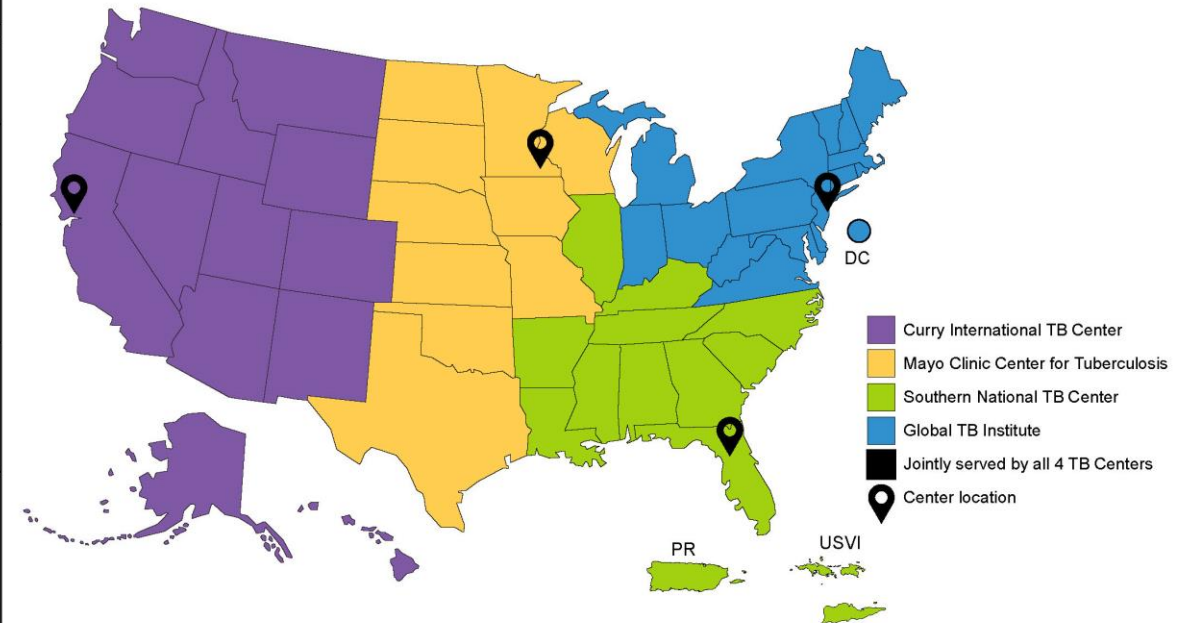 DC
Curry International TB Center
Mayo Clinic Center for Tuberculosis
Southern National TB Center
Global TB Institute
Jointly served by all 4 TB Centers
Center location
PR
USVI